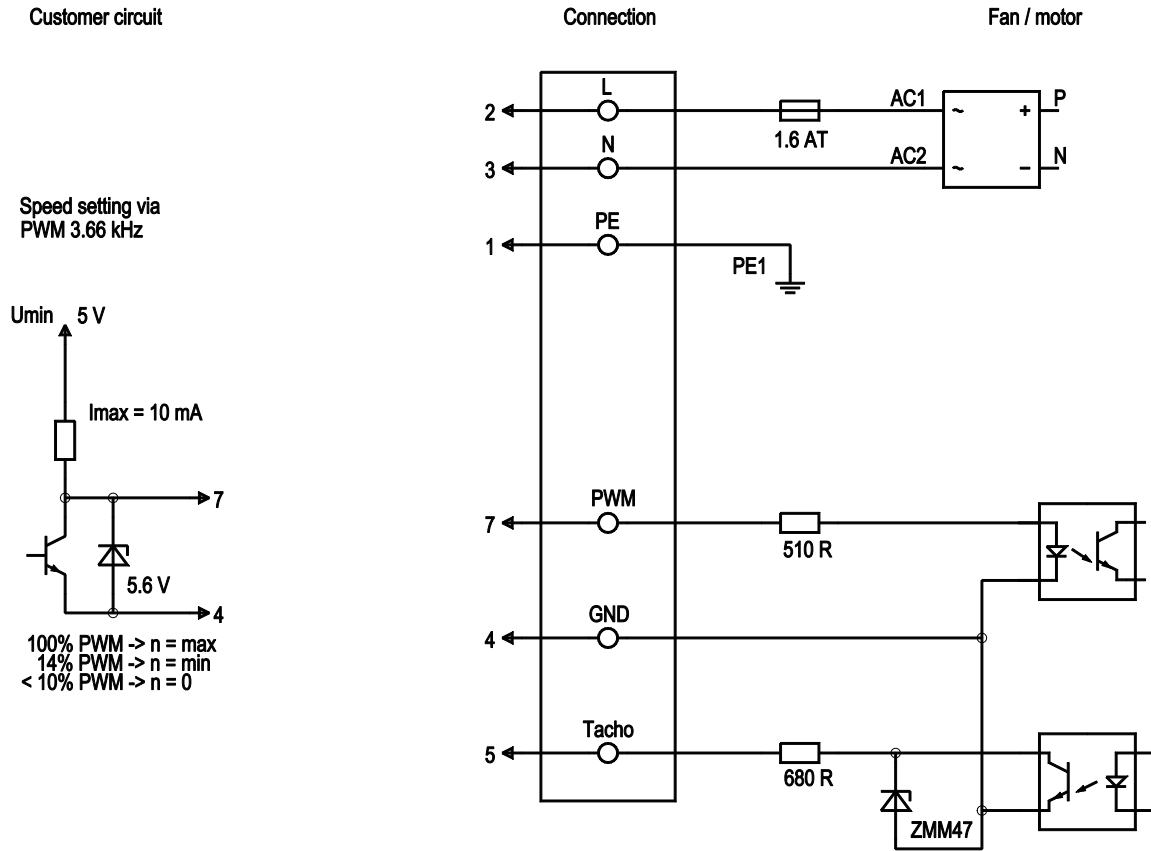 Customer circuit
Connection
Fan / motor
L
2
AC1
P
~
+
1.6 AT
N
3
AC2
N
~
–
Speed setting via
PWM 3.66 kHz
PE
1
PE1
Umin
5 V
Imax = 10 mA
7
PWM
7
510 R
5.6 V
4
GND
4
100% PWM -> n = max
14% PWM -> n = min
< 10% PWM -> n = 0
Tacho
5
680 R
ZMM47